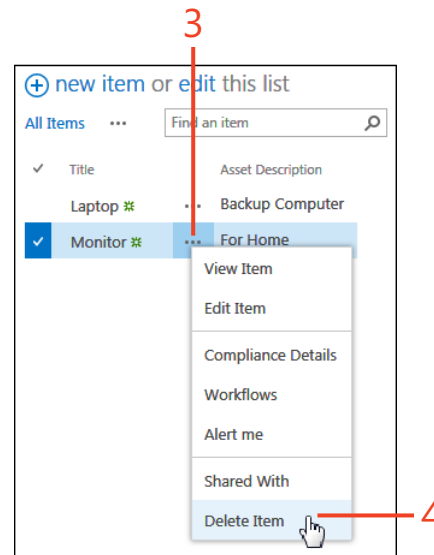 3
new item or edit this list
All Items ... Find an item
Title Asset Description
Laptop ... Backup Computer
Monitor ... For Home
View Item
Edit Item
Compliance Details
Workflows
Alert me
Shared With
Delete Item 4